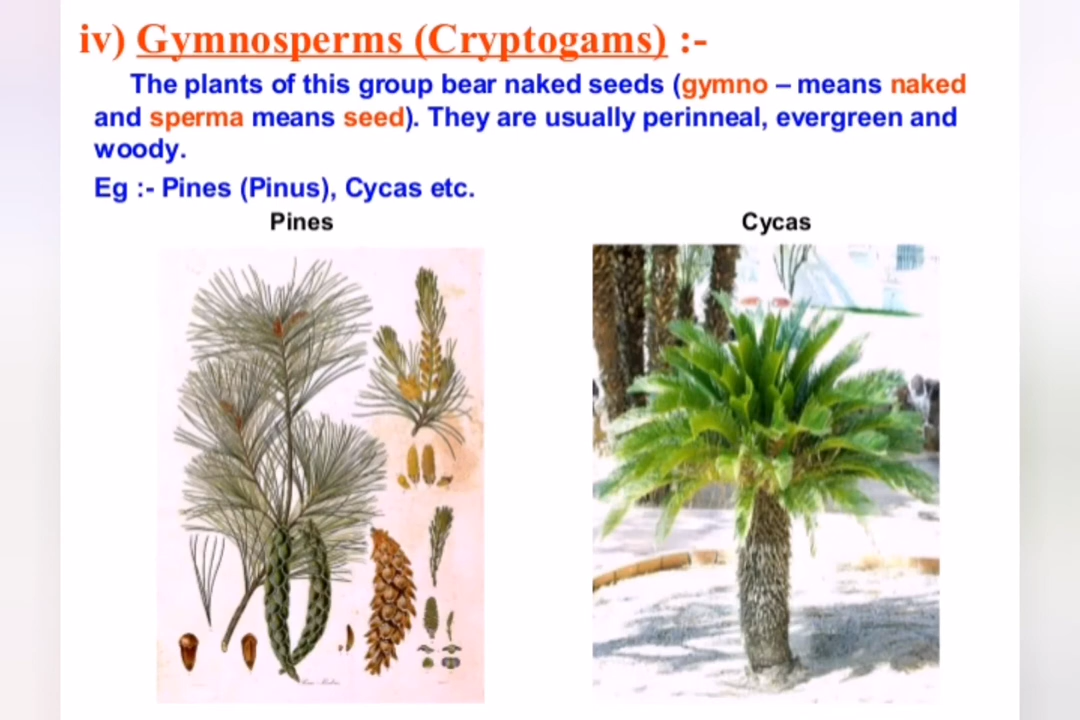 iv) Gymnosperms (Cryptogams) :-
The plants of this group bear naked seeds (gymno – means naked
and sperma means seed). They are usually perinneal, evergreen and
woody.
Eg :- Pines (Pinus), Cycas etc.
Pines
Cycas